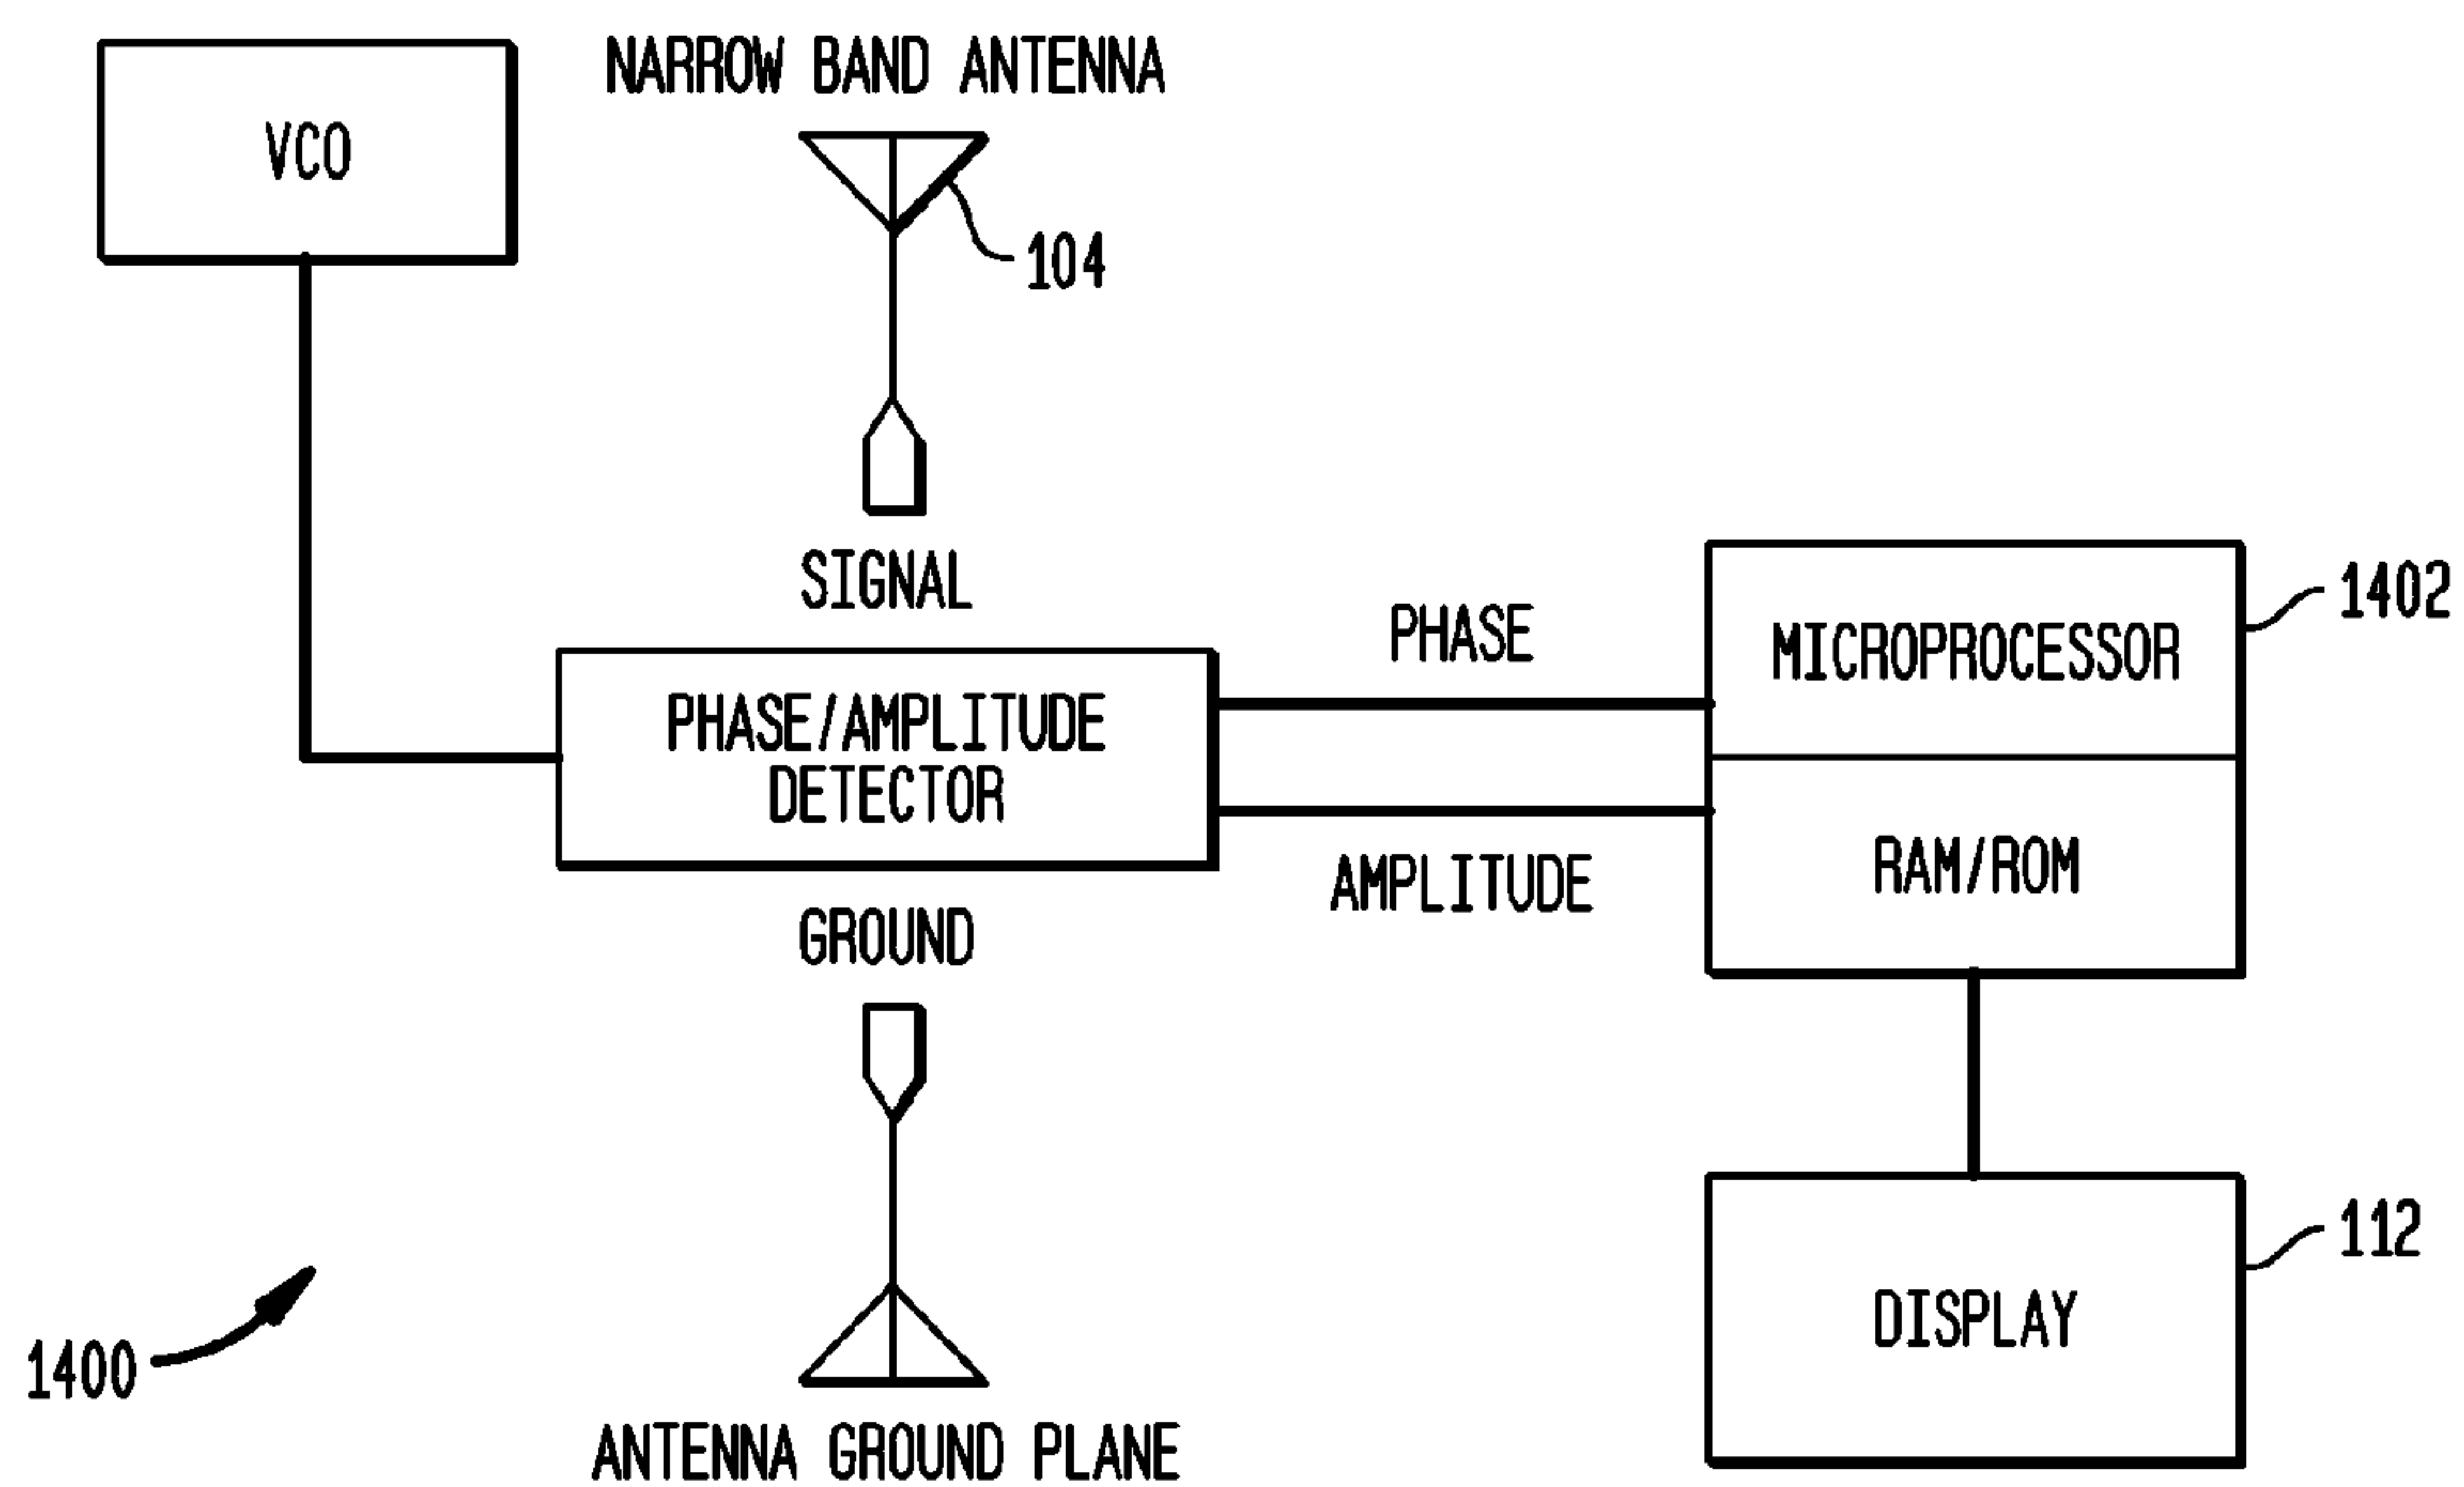 VCO
NARROW BAND ANTENNA
104
SIGNAL
PHASE/AMPLITUDE
DETECTOR
GROUND
ANTENNA GROUND PLANE
PHASE
AMPLITUDE
MICROPROCESSOR
1402
RAM/ROM
DISPLAY
112
1400